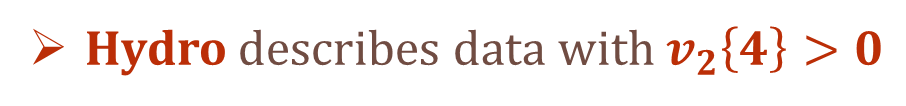 ➢ Hydro describes data with 𝒗₂{𝟒} > 𝟎